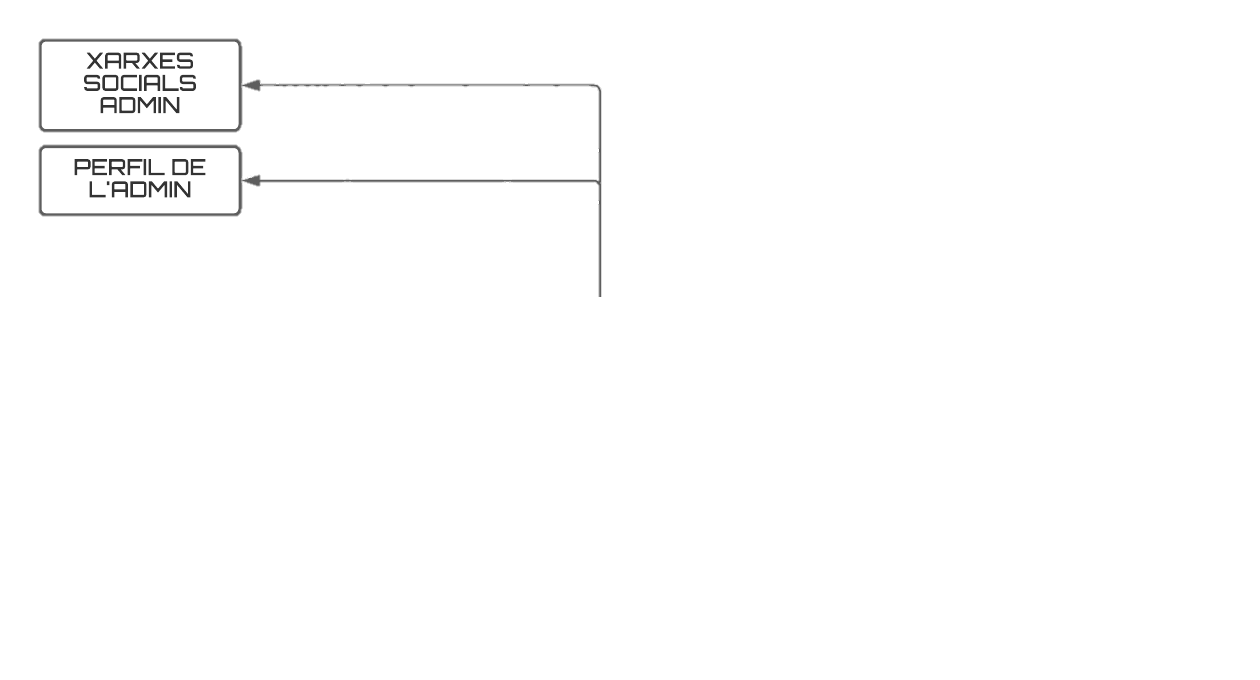 XARXES
SOCIALS
ADMIN
PERFIL DE
L'ADMIN